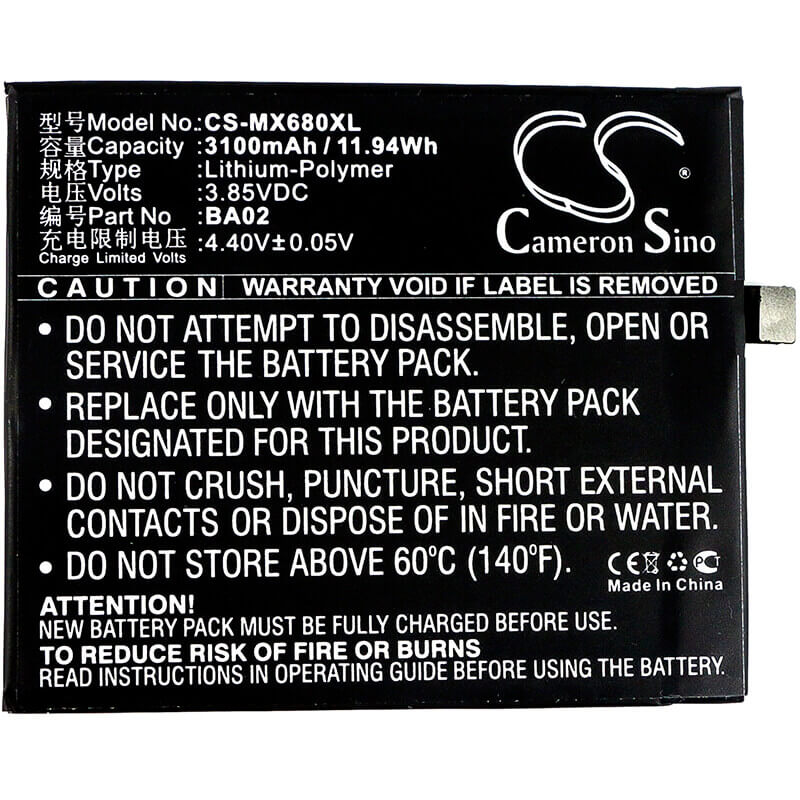 型号Model No.:CS-MX680XL
容量Capacity :3100mAh / 11.94Wh
规格Type :Lithium-Polymer
电压Volts :3.85VDC
编号Part No :BA02
充电限制电压:4.40V±0.05V
Charge Limited Volts
CS
®
Cameron Sino
CAUTION WARRANTY VOID IF LABEL IS REMOVED
• DO NOT ATTEMPT TO DISASSEMBLE, OPEN OR
SERVICE THE BATTERY PACK.
• REPLACE ONLY WITH THE BATTERY PACK
DESIGNATED FOR THIS PRODUCT.
• DO NOT CRUSH, PUNCTURE, SHORT EXTERNAL
CONTACTS OR DISPOSE OF IN FIRE OR WATER.
• DO NOT STORE ABOVE 60ºC (140ºF).
CE
PCT
Made In China
ATTENTION!
NEW BATTERY PACK MUST BE FULLY CHARGED BEFORE USE
TO REDUCE RISK OF FIRE OR BURNS
READ INSTRUCTIONS IN OPERATING GUIDE BEFORE USE